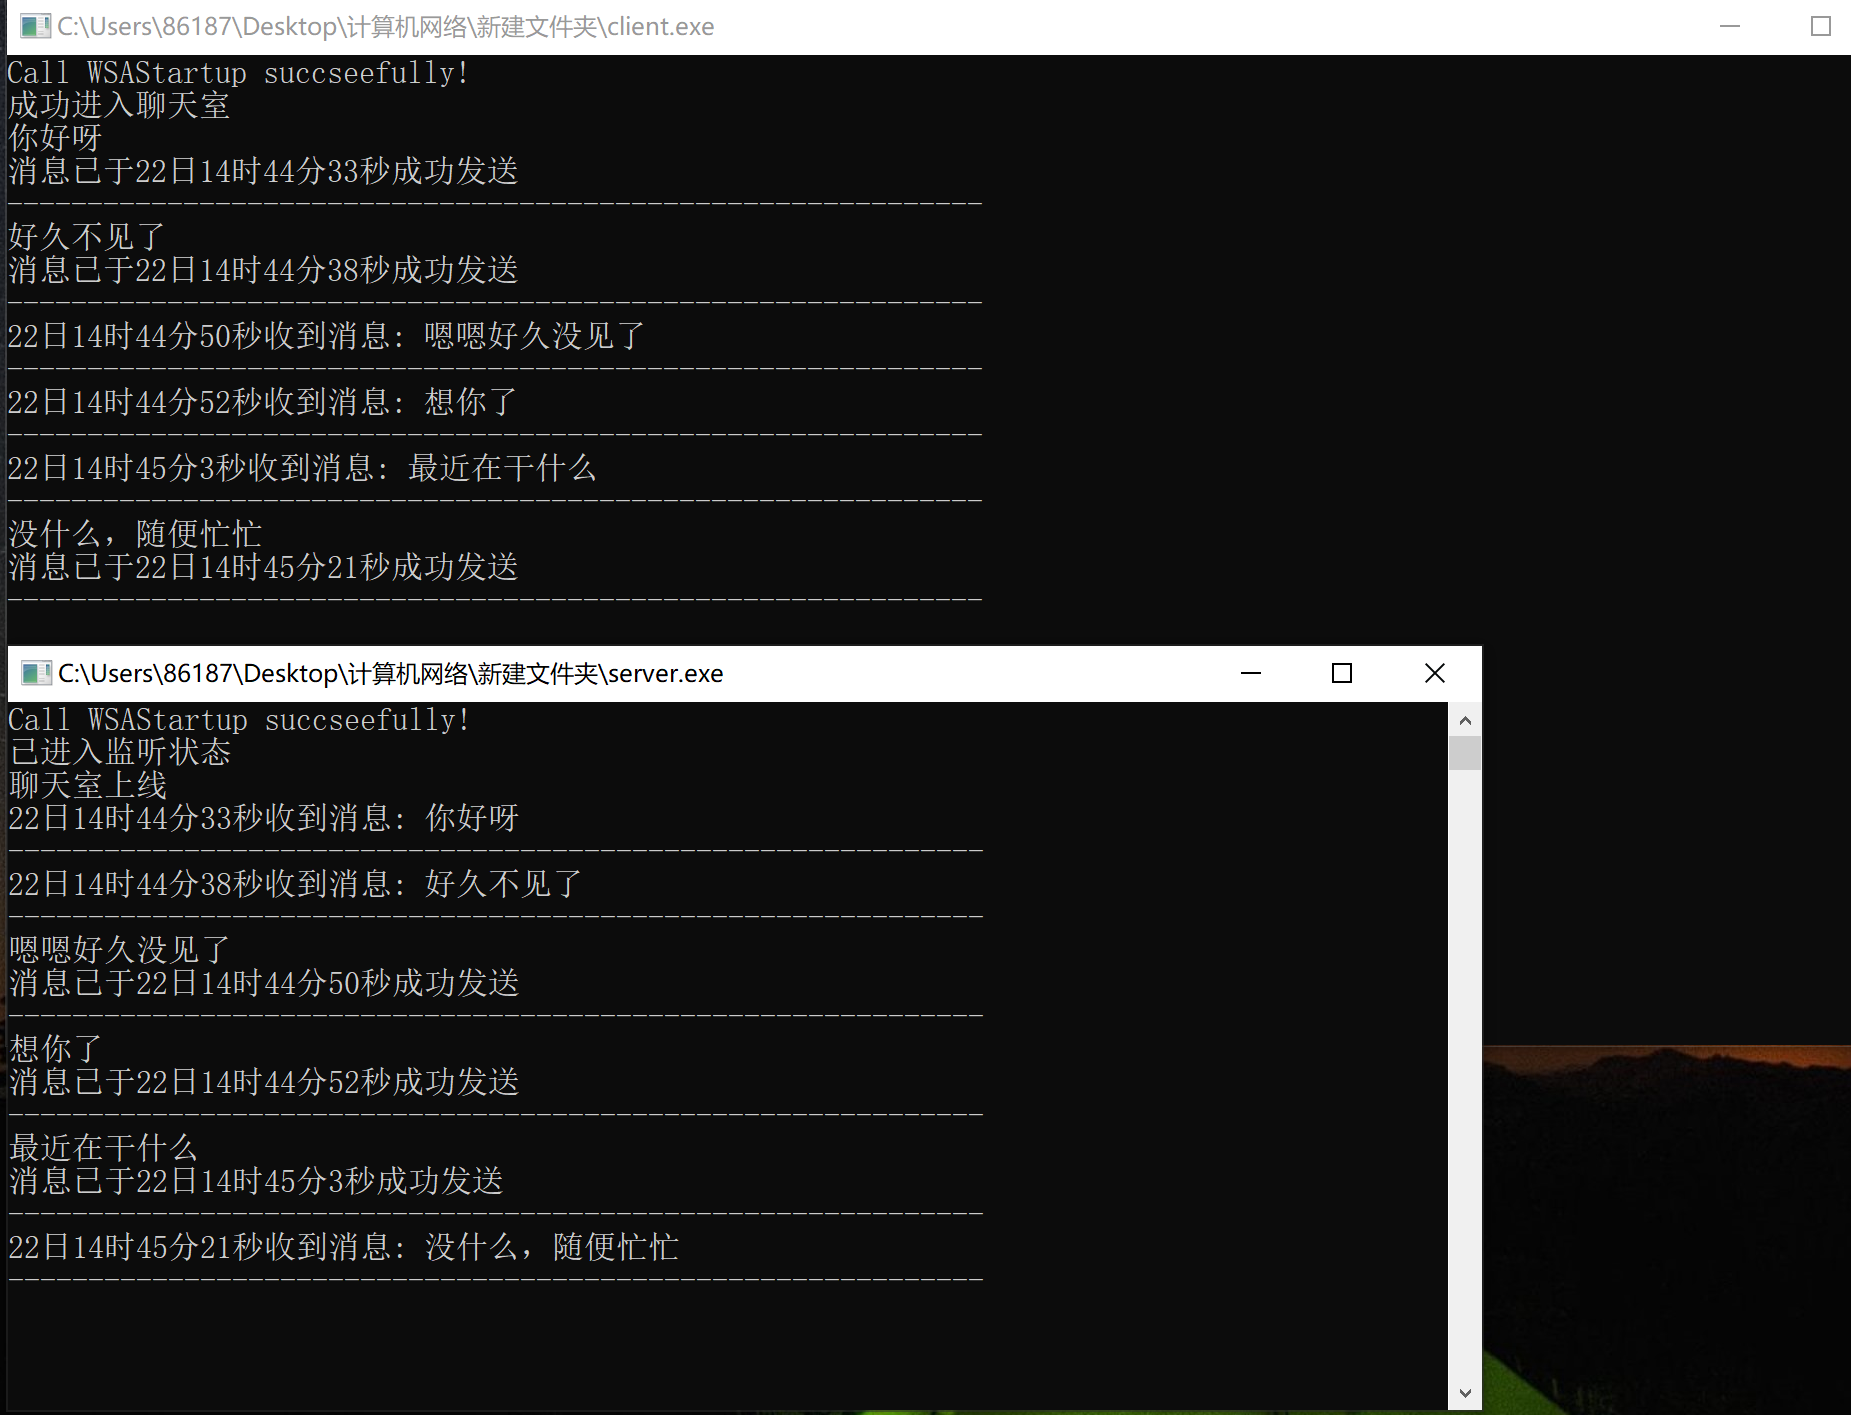 C:\Users\86187\Desktop\计算机网络\新建文件夹\client.exe
Call WSAStartup succseefully!
成功进入聊天室
你好呀
消息已于22日14时44分33秒成功发送
-------------------------------------------------------------
好久不见了
消息已于22日14时44分38秒成功发送
-------------------------------------------------------------
22日14时44分50秒收到消息: 嗯嗯好久没见了
-------------------------------------------------------------
22日14时44分52秒收到消息: 想你了
-------------------------------------------------------------
22日14时45分3秒收到消息: 最近在干什么
-------------------------------------------------------------
没什么，随便忙忙
消息已于22日14时45分21秒成功发送
-------------------------------------------------------------
C:\Users\86187\Desktop\计算机网络\新建文件夹\server.exe
Call WSAStartup succseefully!
已进入监听状态
聊天室上线
22日14时44分33秒收到消息: 你好呀
-------------------------------------------------------------
22日14时44分38秒收到消息: 好久不见了
-------------------------------------------------------------
嗯嗯好久没见了
消息已于22日14时44分50秒成功发送
-------------------------------------------------------------
想你了
消息已于22日14时44分52秒成功发送
-------------------------------------------------------------
最近在干什么
消息已于22日14时45分3秒成功发送
-------------------------------------------------------------
22日14时45分21秒收到消息: 没什么，随便忙忙
-------------------------------------------------------------